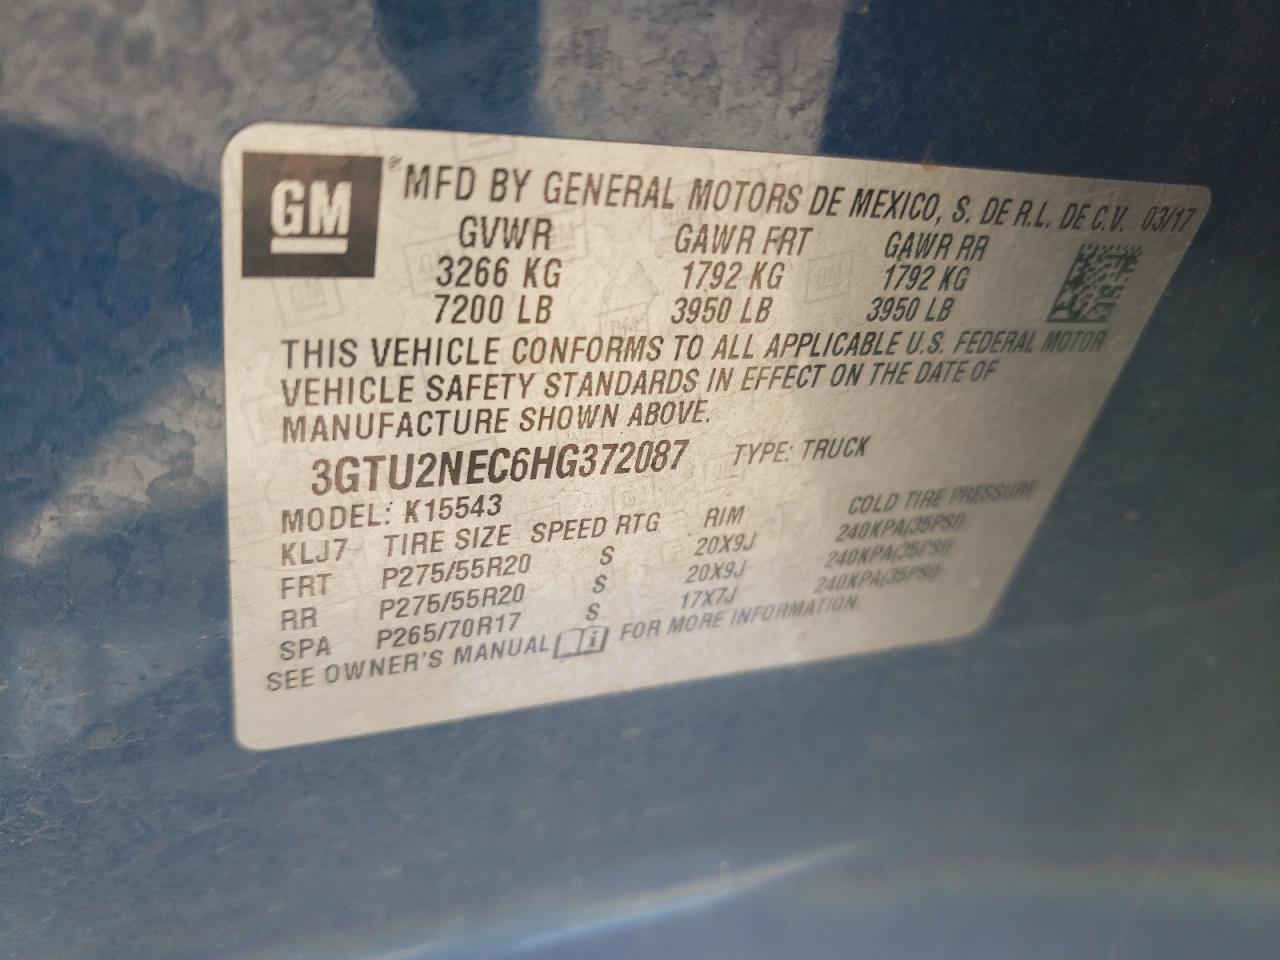 GM ® MFD BY GENERAL MOTORS DE MEXICO, S. DE R.L. DE C.V. 03/17
GVWR GAWR FRT GAWR RR
3266 KG 1792 KG 1792 KG
7200 LB 3950 LB 3950 LB
THIS VEHICLE CONFORMS TO ALL APPLICABLE U.S. FEDERAL MOTOR
VEHICLE SAFETY STANDARDS IN EFFECT ON THE DATE OF
MANUFACTURE SHOWN ABOVE.
3GTU2NEC6HG372087 TYPE: TRUCK
MODEL: K15543
KLJ7 TIRE SIZE SPEED RTG RIM COLD TIRE PRESSURE
FRT P275/55R20 S 20X9J 240KPA(35PSI)
RR P275/55R20 S 20X9J 240KPA(35PSI)
SPA P265/70R17 S 17X7J 240KPA(35PSI)
SEE OWNER'S MANUAL i FOR MORE INFORMATION.